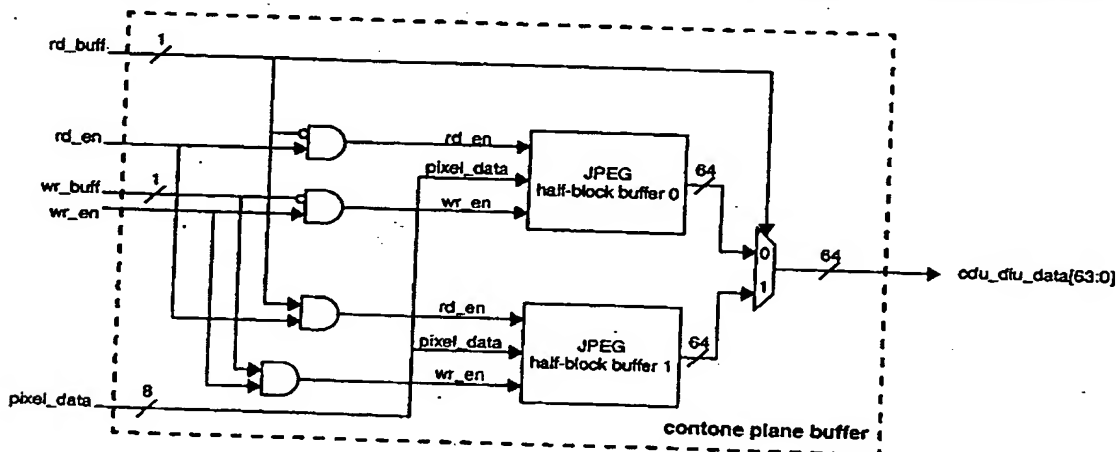 rd_buff
1
rd_en
wr_buff
1
wr_en
rd_en
pixel_data
wr_en
JPEG
half-block buffer 0
64
0
1
64
cdu_diu_data[63:0]
rd_en
pixel_data
wr_en
JPEG
half-block buffer 1
64
pixel_data
8
contone plane buffer